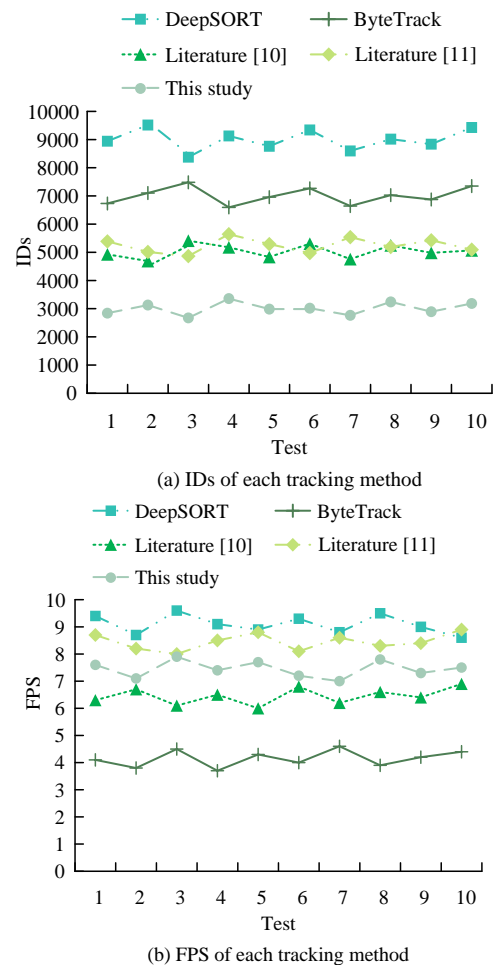 DeepSORT ByteTrack
Literature [10] Literature [11]
This study
10000
9000
8000
7000
6000
5000
4000
3000
2000
1000
0
IDs
1 2 3 4 5 6 7 8 9 10
Test
(a) IDs of each tracking method
DeepSORT ByteTrack
Literature [10] Literature [11]
This study
10
9
8
7
6
5
4
3
2
1
0
FPS
1 2 3 4 5 6 7 8 9 10
Test
(b) FPS of each tracking method